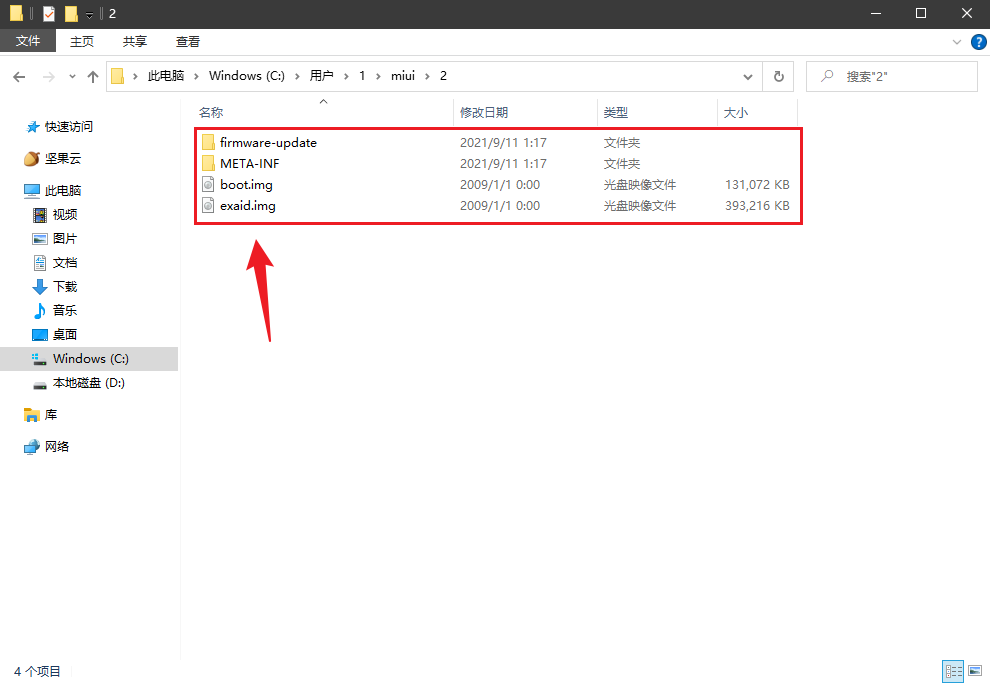 2
文件 主页 共享 查看
此电脑 Windows (C:) 用户 1 miui 2
搜索"2"
名称 修改日期 类型 大小
firmware-update 2021/9/11 1:17 文件夹
META-INF 2021/9/11 1:17 文件夹
boot.img 2009/1/1 0:00 光盘映像文件 131,072 KB
exaid.img 2009/1/1 0:00 光盘映像文件 393,216 KB
快速访问
坚果云
此电脑
视频
图片
文档
下载
音乐
桌面
Windows (C:)
本地磁盘 (D:)
库
网络
4 个项目